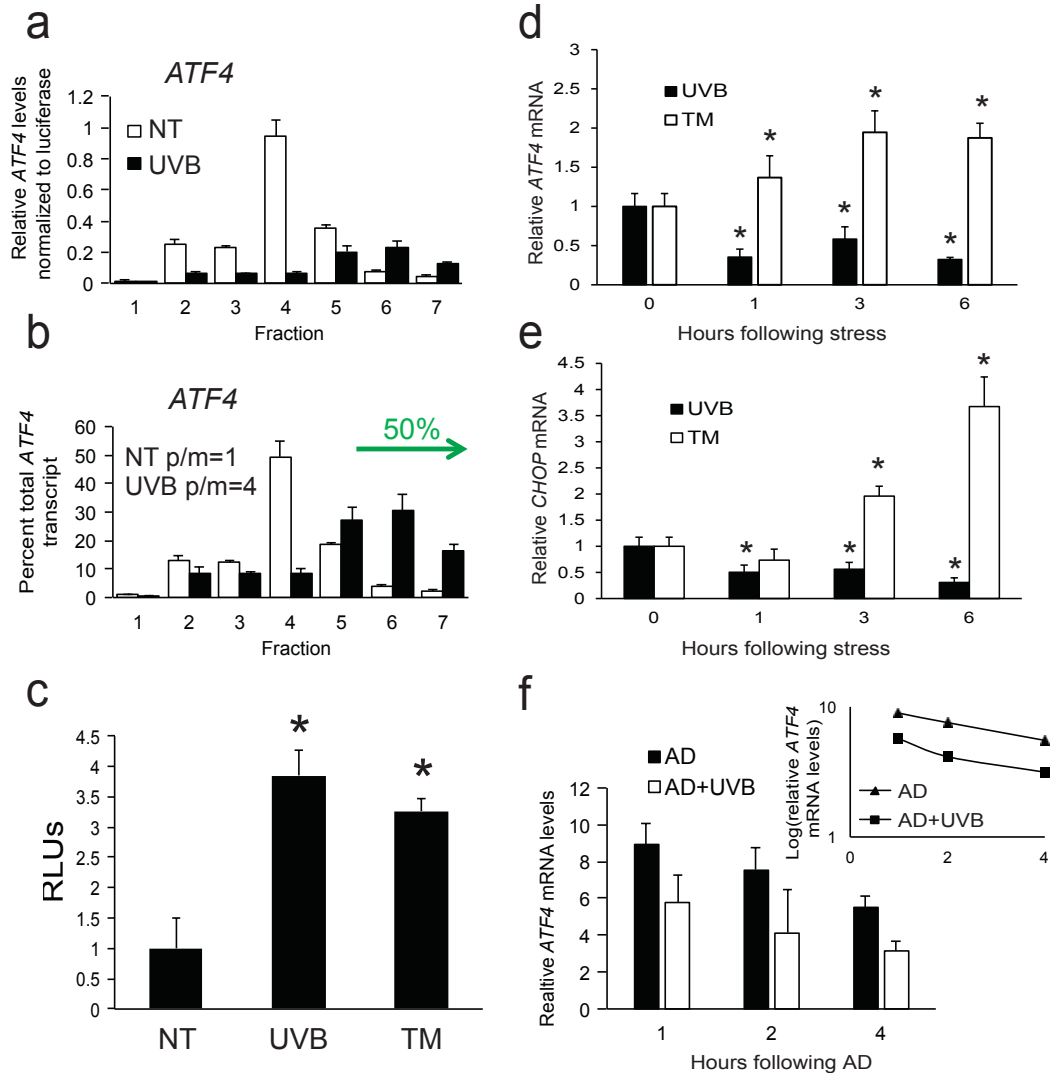 a
ATF4
Relative ATF4 levels
normalized to luciferase
1.2
1
0.8
0.6
0.4
0.2
0
NT
UVB
1 2 3 4 5 6 7
Fraction
b
ATF4
Percent total ATF4
transcript
60
50
40
30
20
10
0
NT p/m=1
UVB p/m=4
50%
1 2 3 4 5 6 7
Fraction
c
RLUs
4.5
4
3.5
3
2.5
2
1.5
1
0.5
0
* *
NT UVB TM
d
Relative ATF4 mRNA
3
2.5
2
1.5
1
0.5
0
UVB
TM
* * * * * *
0 1 3 6
Hours following stress
e
Relative CHOP mRNA
4.5
4
3.5
3
2.5
2
1.5
1
0.5
0
UVB
TM
* * * * *
0 1 3 6
Hours following stress
f
Realtive ATF4 mRNA levels
12
10
8
6
4
2
0
AD
AD+UVB
1 2 4
Hours following AD
Log(relative ATF4
mRNA levels)
10
1
AD
AD+UVB
0 2 4